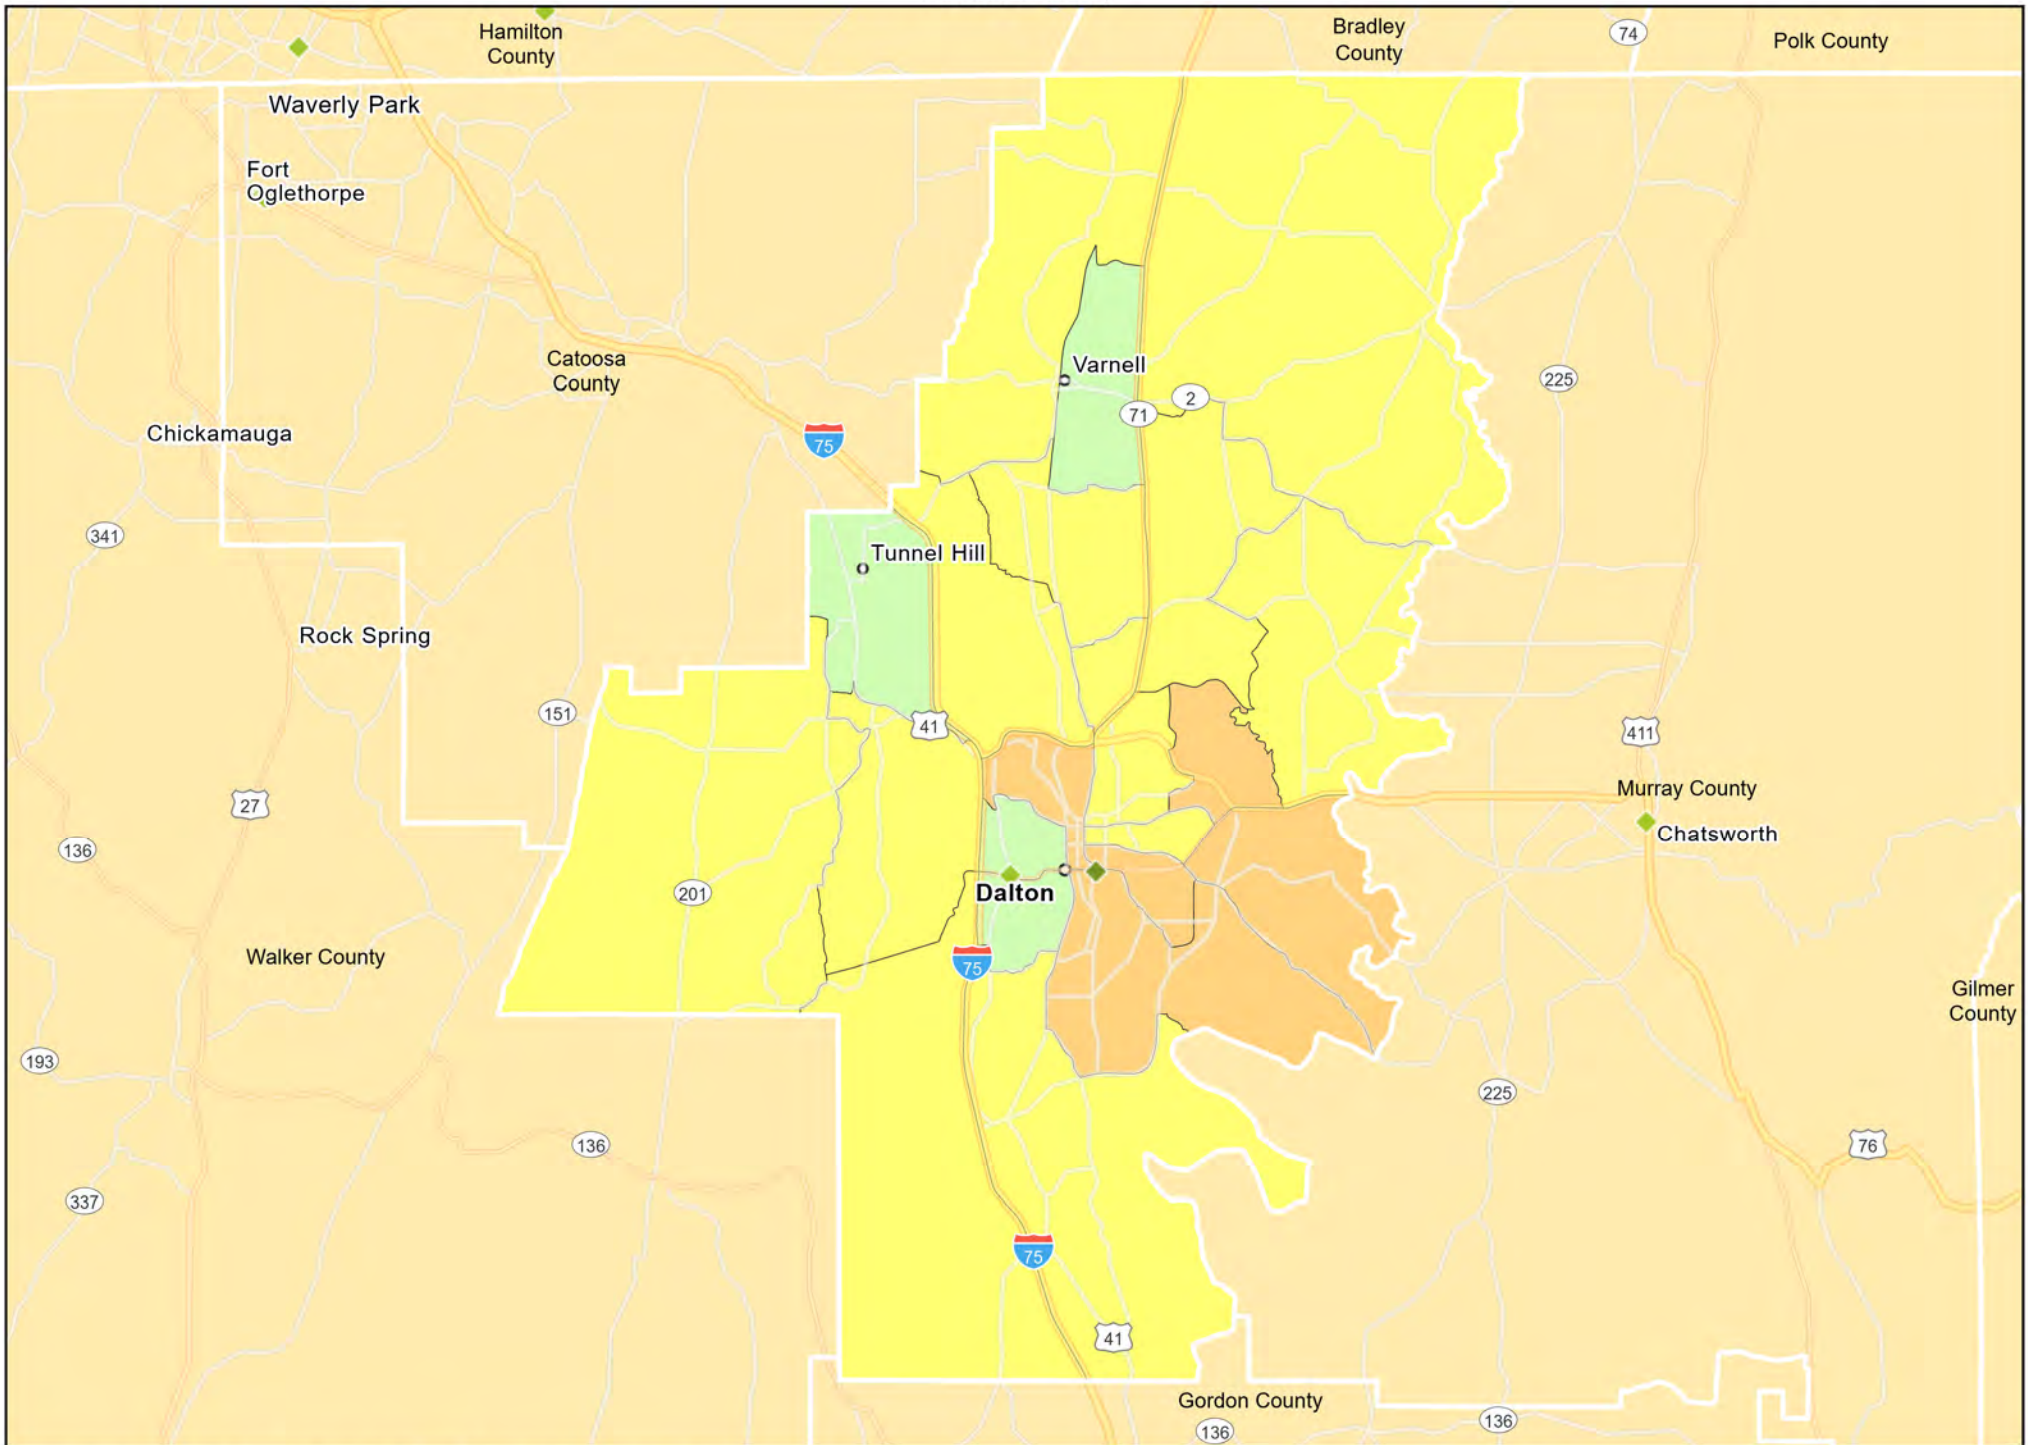 Hamilton
County
Bradley
County
74
Polk County
Waverly Park
Fort
Oglethorpe
Catoosa
County
Varnell
225
2
71
Chickamauga
75
341
Tunnel Hill
Rock Spring
151
41
411
27
Murray County
Chatsworth
136
201
Dalton
Walker County
75
Gilmer
County
193
225
136
76
337
75
41
Gordon County
136
136